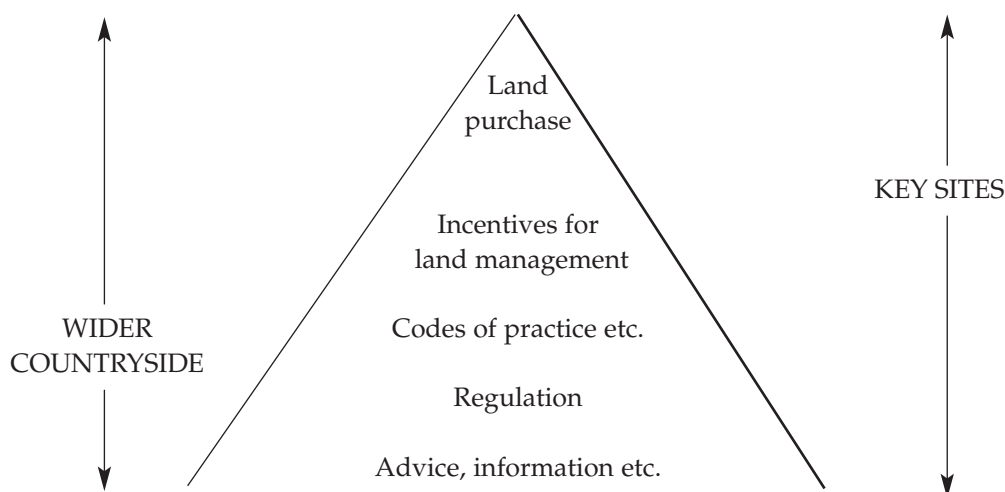 Land
purchase
KEY SITES
Incentives for
land management
WIDER
COUNTRYSIDE
Codes of practice etc.
Regulation
Advice, information etc.